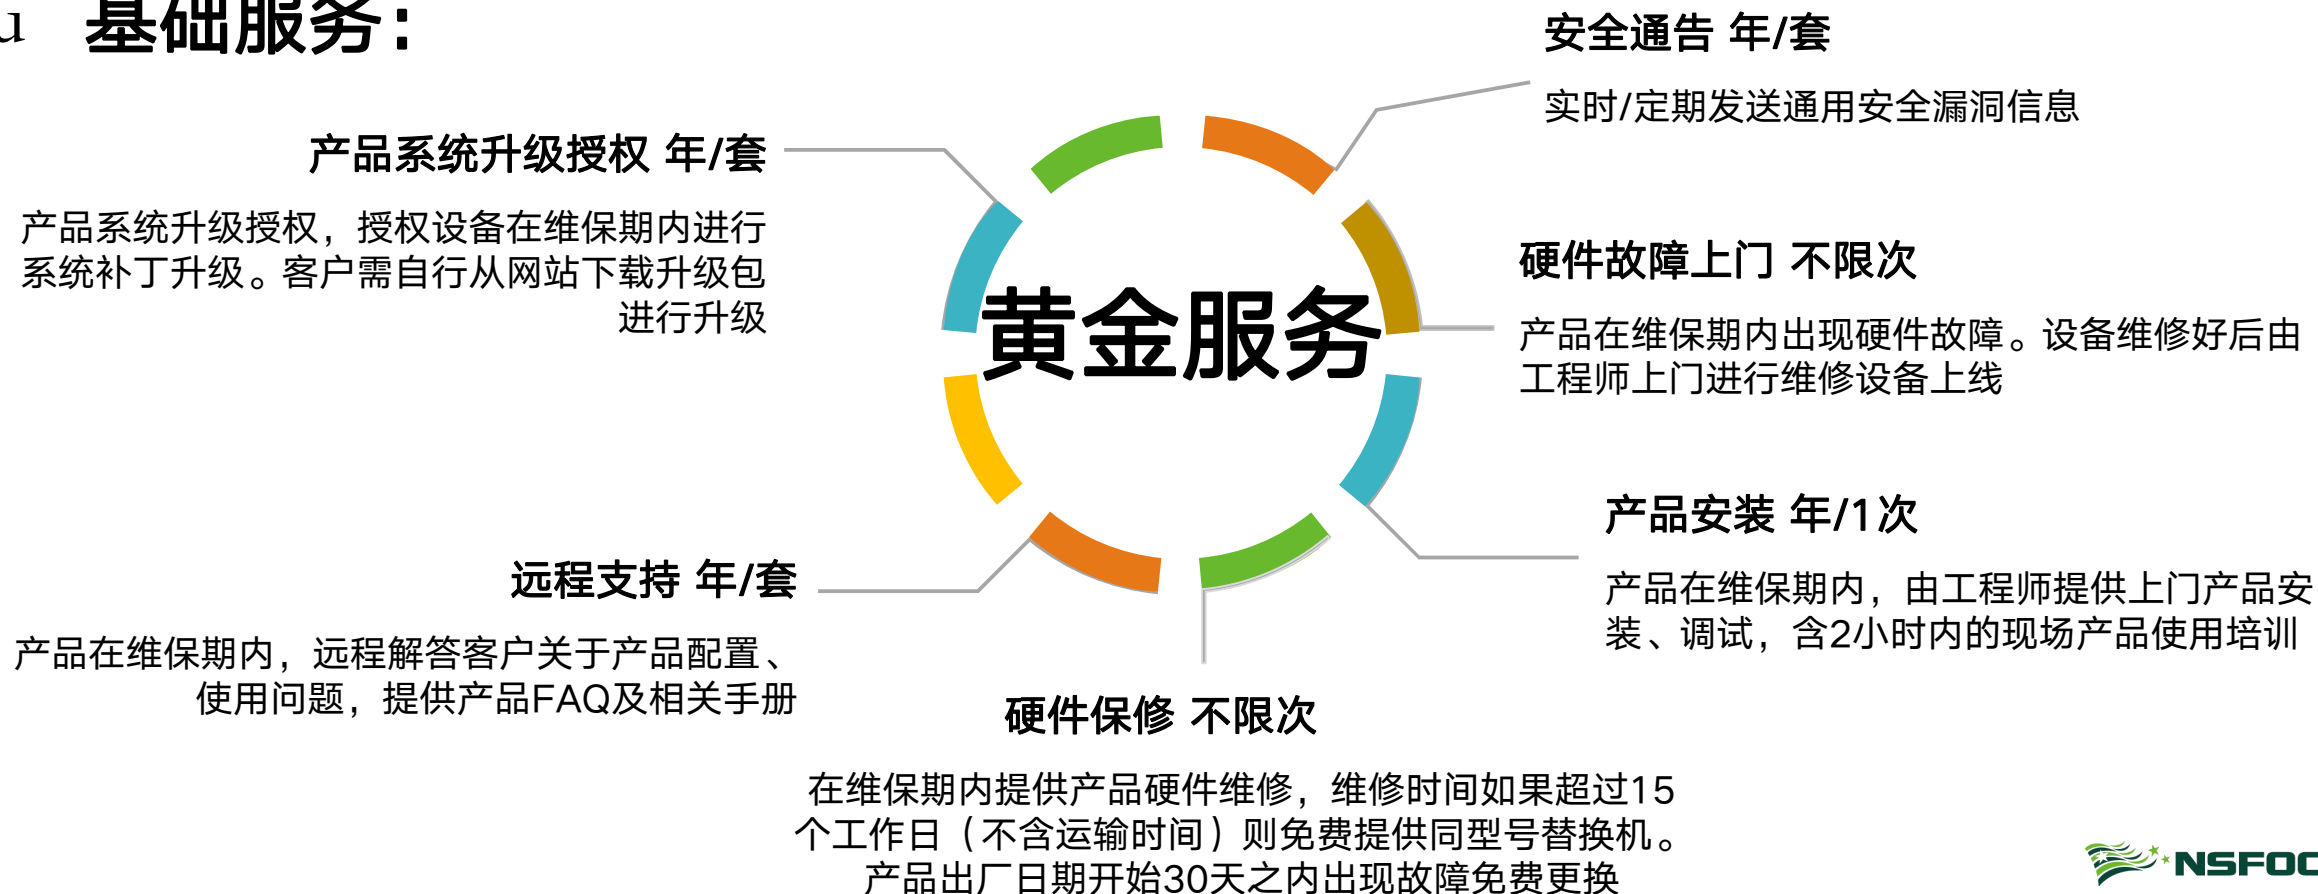 u 基础服务：
安全通告 年/套
实时/定期发送通用安全漏洞信息
产品系统升级授权 年/套
产品系统升级授权，授权设备在维保期内进行
系统补丁升级。客户需自行从网站下载升级包
进行升级
硬件故障上门 不限次
产品在维保期内出现硬件故障。设备维修好后由
工程师上门进行维修设备上线
黄金服务
产品安装 年/1次
产品在维保期内，由工程师提供上门产品安
装、调试，含2小时内的现场产品使用培训
远程支持 年/套
产品在维保期内，远程解答客户关于产品配置、
使用问题，提供产品FAQ及相关手册
硬件保修 不限次
在维保期内提供产品硬件维修，维修时间如果超过15
个工作日（不含运输时间）则免费提供同型号替换机。
产品出厂日期开始30天之内出现故障免费更换
NSFOC